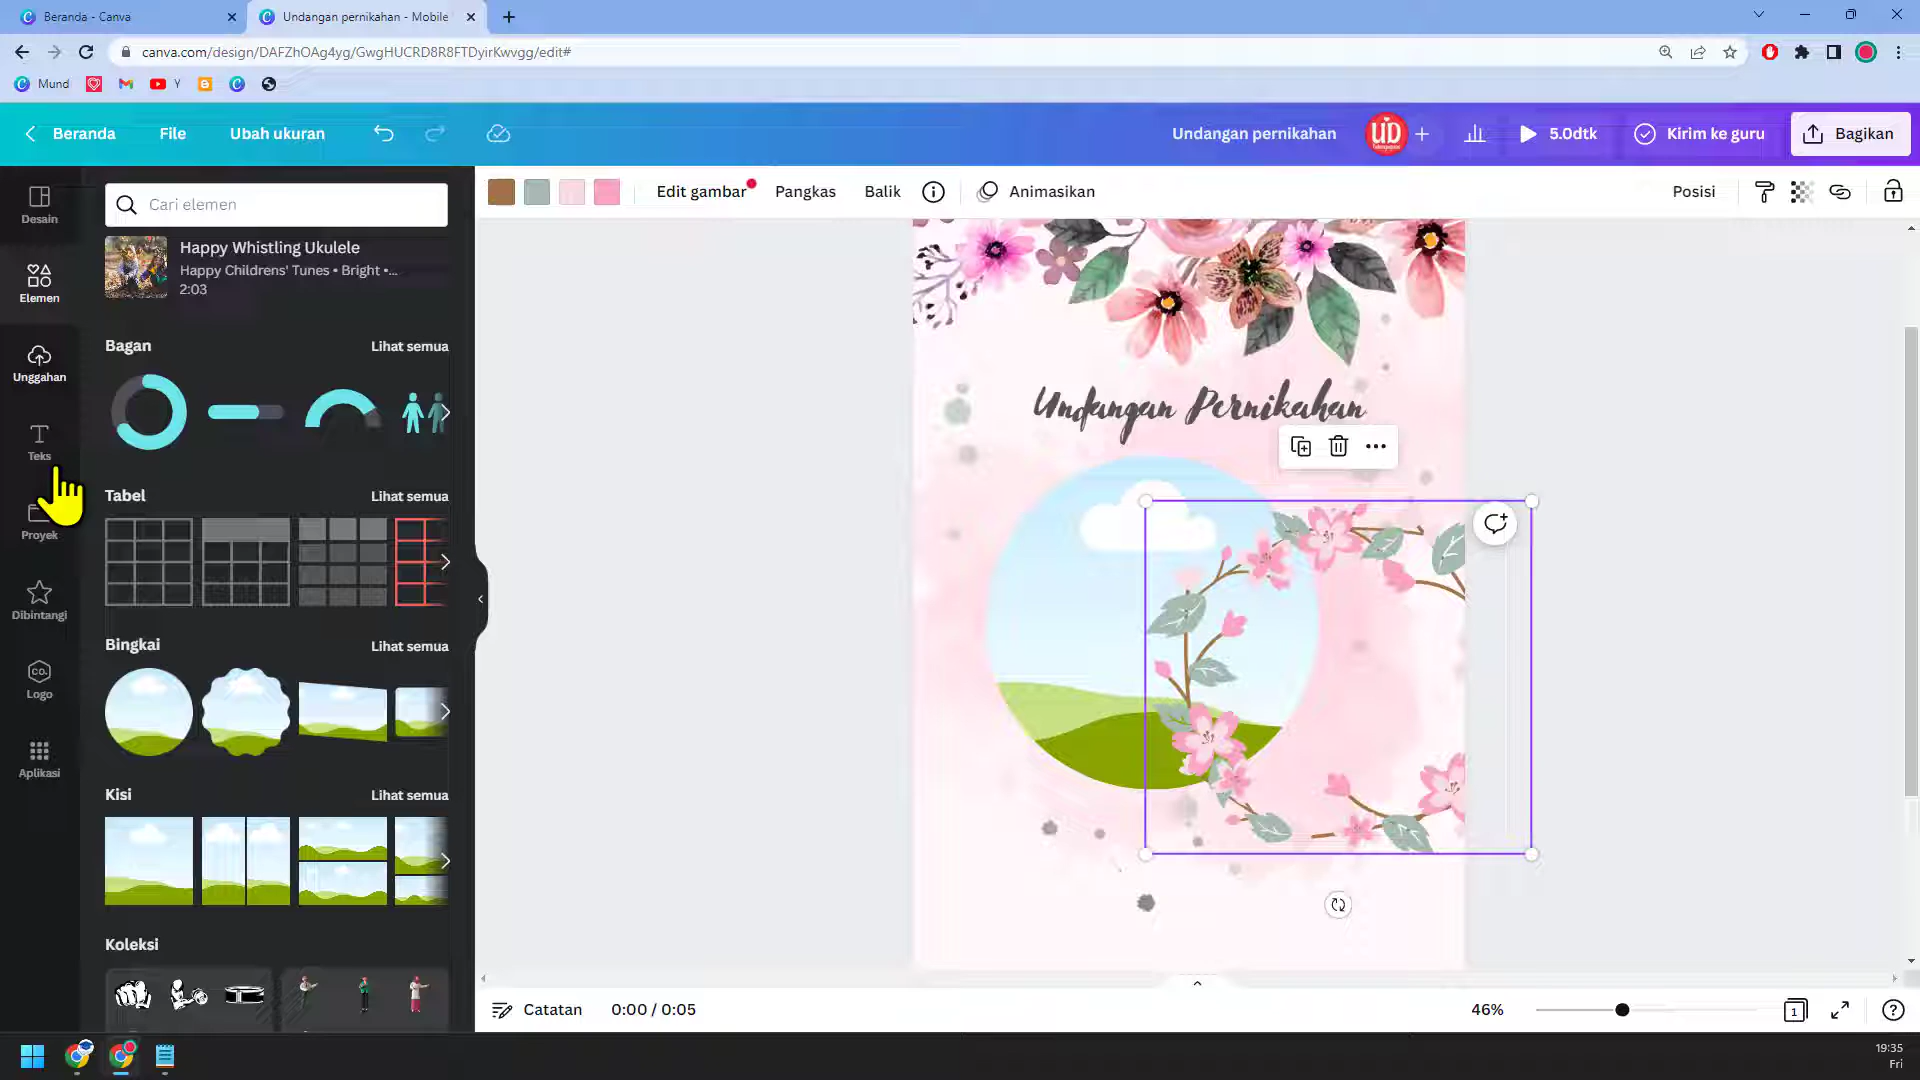 Beranda - Canva
Undangan pernikahan - Mobile
canva.com/design/DAFZhOAg4yg/GwgHUCRD8R8FTDyirKwvgg/edit#
Mund
Y
Beranda
File
Ubah ukuran
Undangan pernikahan
UD
5.0dtk
Kirim ke guru
Bagikan
Desain
Elemen
Unggahan
Teks
Proyek
Dibintangi
CO.
Logo
Aplikasi
Cari elemen
Happy Whistling Ukulele
Happy Childrens' Tunes • Bright •...
2:03
Bagan
Lihat semua
Tabel
Lihat semua
Bingkai
Lihat semua
Kisi
Lihat semua
Koleksi
Edit gambar
Pangkas
Balik
Animasikan
Posisi
Undangan Pernikahan
Catatan
0:00 / 0:05
46%
1
19:35
Fri